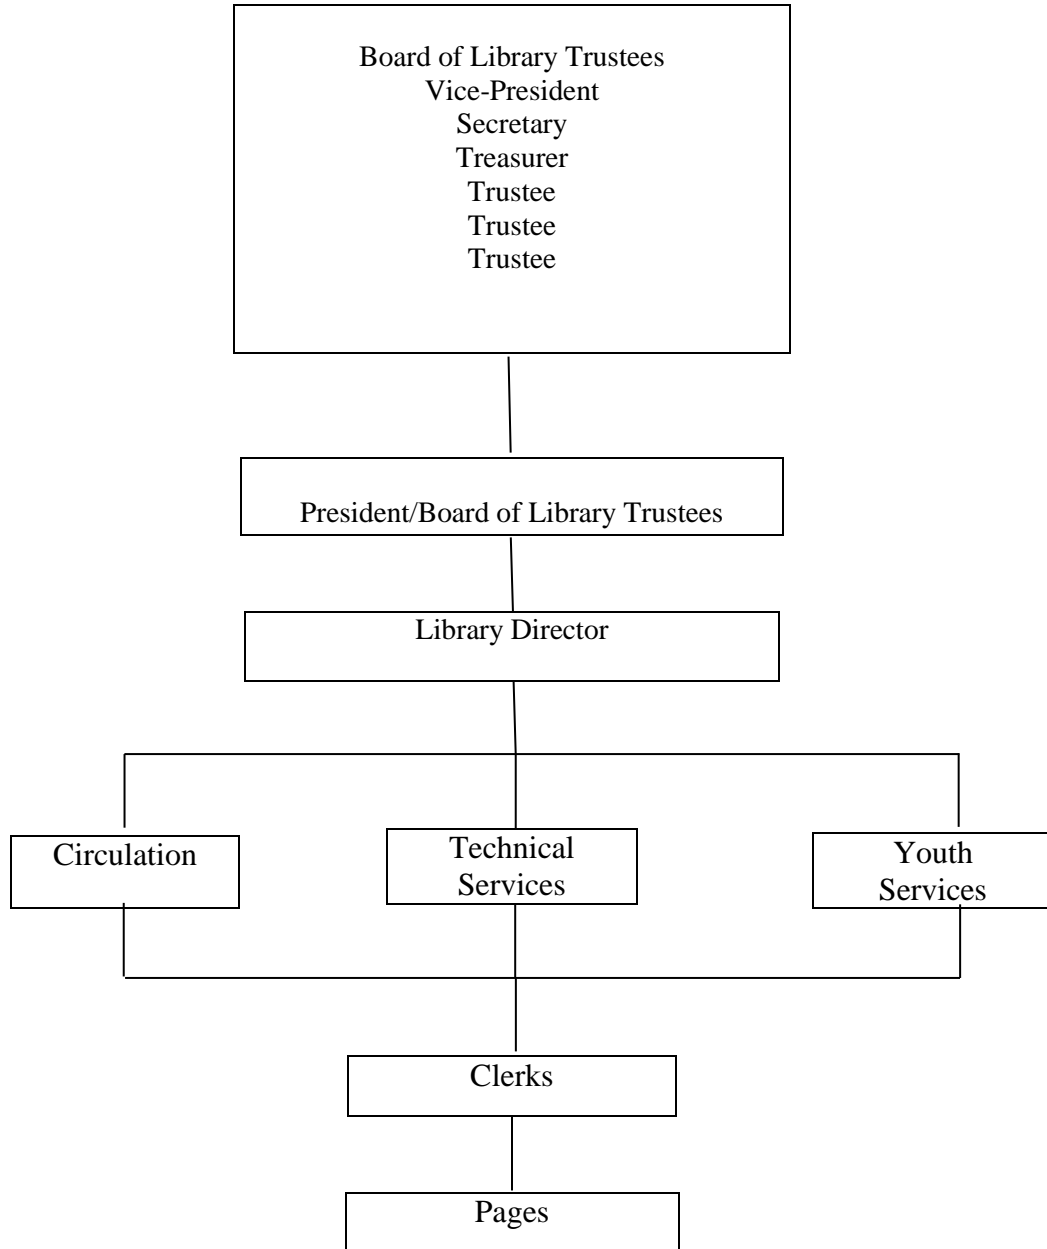 Board of Library Trustees
Vice-President
Secretary
Treasurer
Trustee
Trustee
Trustee
President/Board of Library Trustees
Library Director
Circulation
Technical
Services
Youth
Services
Clerks
Pages